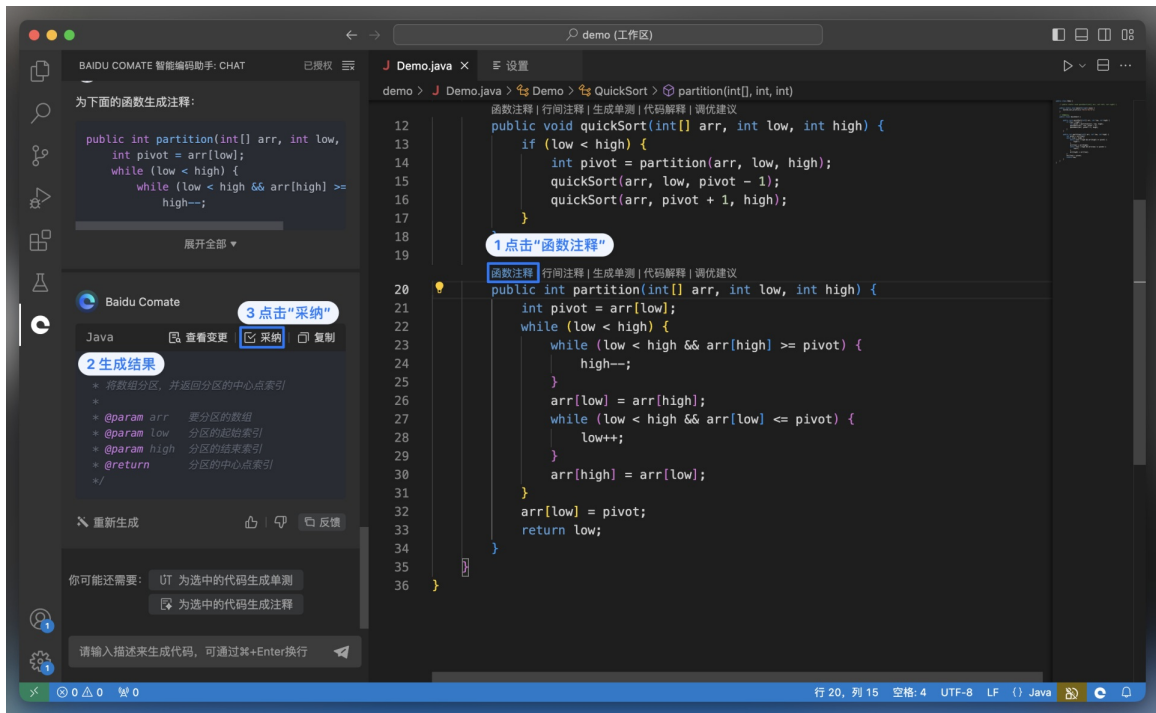 demo (工作区)
BAIDU COMATE 智能编码助手: CHAT
已授权
为下面的函数生成注释:
public int partition(int[] arr, int low,
int pivot = arr[low];
while (low < high) {
while (low < high && arr[high] >=
high--;
展开全部 ▾
Baidu Comate
3 点击“采纳”
Java
查看变更
采纳
复制
2 生成结果
* 将数组分区，并返回分区的中心点索引
*
* @param arr 要分区的数组
* @param low 分区的起始索引
* @param high 分区的结束索引
* @return 分区的中心点索引
*/
重新生成
反馈
你可能还需要:
UT 为选中的代码生成单测
为选中的代码生成注释
请输入描述来生成代码，可通过⌘+Enter换行
J Demo.java ×
设置
demo > J Demo.java > Demo > QuickSort > partition(int[], int, int)
函数注释 | 行间注释 | 生成单测 | 代码解释 | 调优建议
12 public void quickSort(int[] arr, int low, int high) {
13 if (low < high) {
14 int pivot = partition(arr, low, high);
15 quickSort(arr, low, pivot - 1);
16 quickSort(arr, pivot + 1, high);
17 }
18
1 点击“函数注释”
19
函数注释 | 行间注释 | 生成单测 | 代码解释 | 调优建议
20 public int partition(int[] arr, int low, int high) {
21 int pivot = arr[low];
22 while (low < high) {
23 while (low < high && arr[high] >= pivot) {
24 high--;
25 }
26 arr[low] = arr[high];
27 while (low < high && arr[low] <= pivot) {
28 low++;
29 }
30 arr[high] = arr[low];
31 }
32 arr[low] = pivot;
33 return low;
34 }
35 }
36 }
1
1
0 0 0
行 20，列 15 空格: 4 UTF-8 LF {} Java